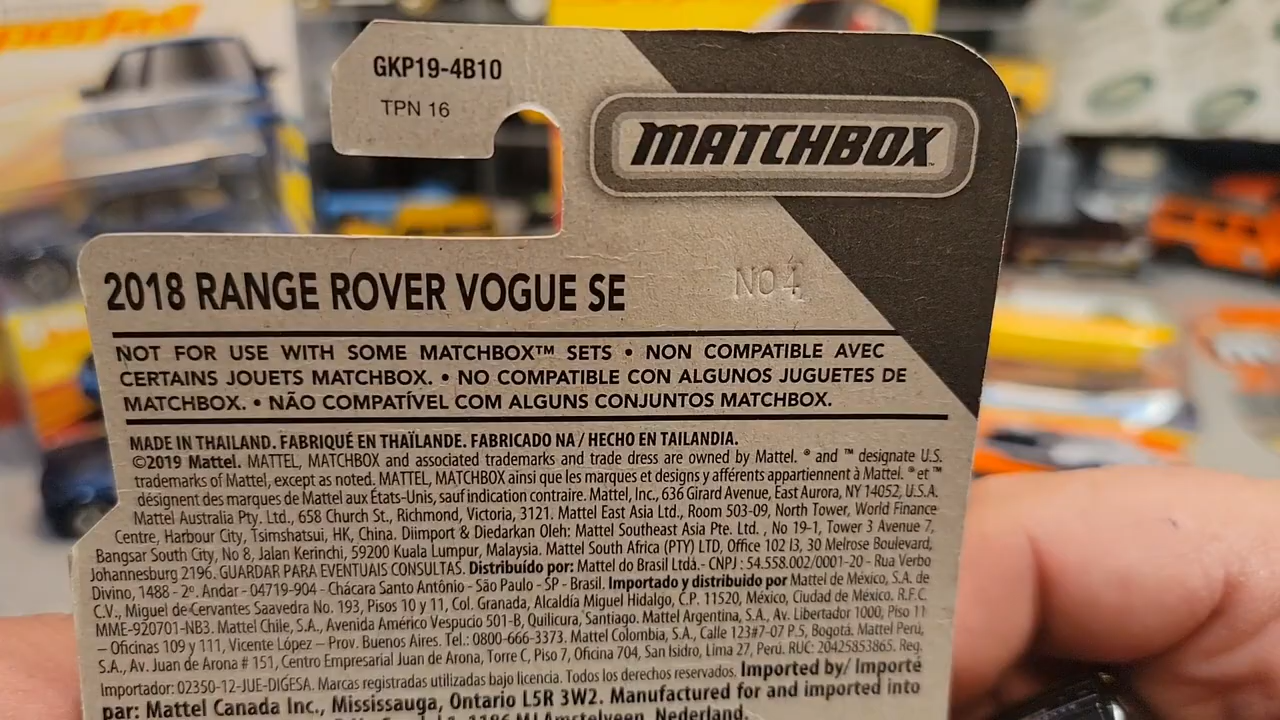 GKP19-4B10
TPN 16
MATCHBOX™
2018 RANGE ROVER VOGUE SE
NO 1
NOT FOR USE WITH SOME MATCHBOX™ SETS • NON COMPATIBLE AVEC
CERTAINS JOUETS MATCHBOX. • NO COMPATIBLE CON ALGUNOS JUGUETES DE
MATCHBOX. • NÃO COMPATÍVEL COM ALGUNS CONJUNTOS MATCHBOX.
MADE IN THAILAND. FABRIQUÉ EN THAÏLANDE. FABRICADO NA / HECHO EN TAILANDIA.
©2019 Mattel. MATTEL, MATCHBOX and associated trademarks and trade dress are owned by Mattel. ® and ™ designate U.S.
trademarks of Mattel, except as noted. MATTEL, MATCHBOX ainsi que les marques et designs y afférents appartiennent à Mattel. ® et ™
désignent des marques de Mattel aux États-Unis, sauf indication contraire. Mattel, Inc., 636 Girard Avenue, East Aurora, NY 14052, U.S.A.
Mattel Australia Pty. Ltd., 658 Church St., Richmond, Victoria, 3121. Mattel East Asia Ltd., Room 503-09, North Tower, World Finance
Centre, Harbour City, Tsimshatsui, HK, China. Diimport & Diedarkan Oleh: Mattel Southeast Asia Pte. Ltd. , No 19-1, Tower 3 Avenue 7,
Bangsar South City, No 8, Jalan Kerinchi, 59200 Kuala Lumpur, Malaysia. Mattel South Africa (PTY) LTD, Office 102 I3, 30 Melrose Boulevard,
Johannesburg 2196. GUARDAR PARA EVENTUAIS CONSULTAS. Distribuído por: Mattel do Brasil Ltda.- CNPJ : 54.558.002/0001-20 - Rua Verbo
Divino, 1488 - 2º. Andar - 04719-904 - Chácara Santo Antônio - São Paulo - SP - Brasil. Importado y distribuido por Mattel de México, S.A. de
C.V., Miguel de Cervantes Saavedra No. 193, Pisos 10 y 11, Col. Granada, Alcaldía Miguel Hidalgo, C.P. 11520, México, Ciudad de México. R.F.C.
MME-920701-NB3. Mattel Chile, S.A., Avenida Américo Vespucio 501-B, Quilicura, Santiago. Mattel Argentina, S.A., Av. Libertador 1000, Piso 11
– Oficinas 109 y 111, Vicente López – Prov. Buenos Aires. Tel.: 0800-666-3373. Mattel Colombia, S.A., Calle 123#7-07 P.5, Bogotá. Mattel Perú,
S.A., Av. Juan de Arona # 151, Centro Empresarial Juan de Arona, Torre C, Piso 7, Oficina 704, San Isidro, Lima 27, Perú. RUC: 20425853865. Reg.
Importador: 02350-12-JUE-DIGESA. Marcas registradas utilizadas bajo licencia. Todos los derechos reservados. Imported by/ Importé
par: Mattel Canada Inc., Mississauga, Ontario L5R 3W2. Manufactured for and imported into
1186 MJ Amstelveen, Nederland.